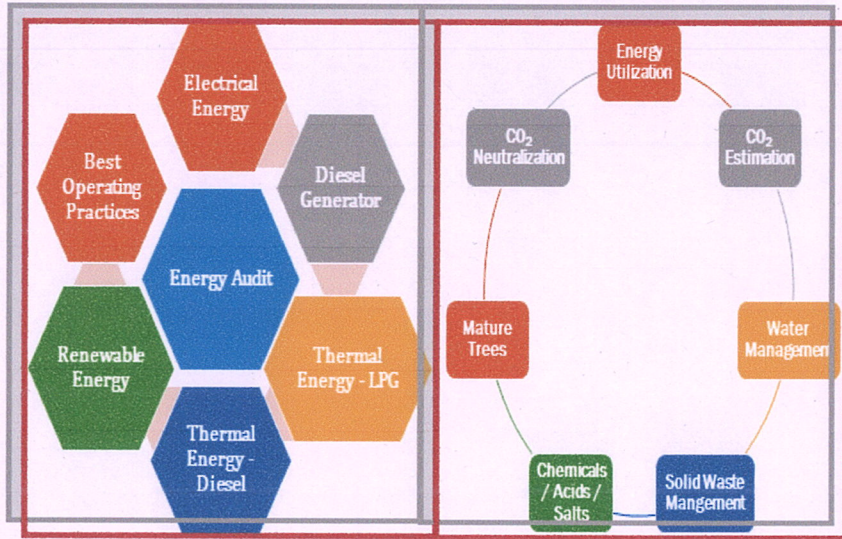 Electrical
Energy
Best
Operating
Practices
Diesel
Generator
Energy Audit
Renewable
Energy
Thermal
Energy - LPG
Thermal
Energy -
Diesel
Energy
Utilization
CO₂
Neutralization
CO₂
Estimation
Mature
Trees
Water
Management
Chemicals
/ Acids /
Salts
Solid Waste
Mangement